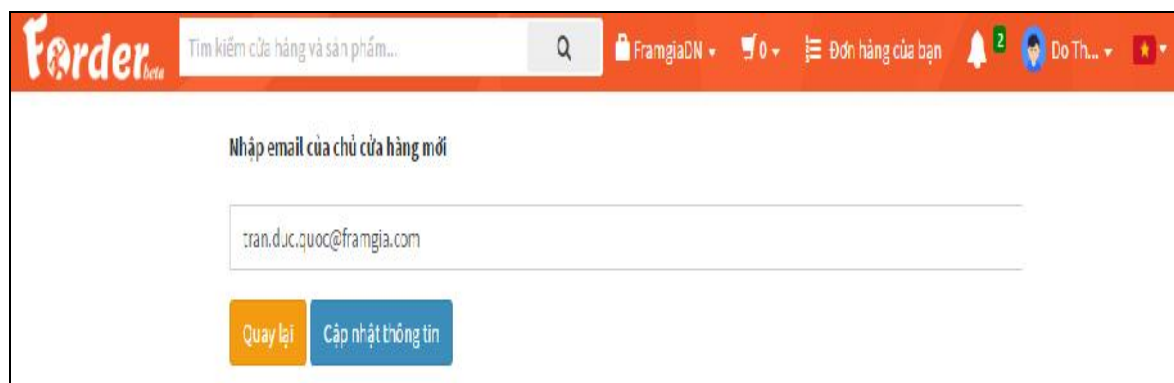 Forder beta Tìm kiếm cửa hàng và sản phẩm... FramgiaDN 0 Đơn hàng của bạn 2 Do Th...
Nhập email của chủ cửa hàng mới
tran.duc.quoc@framgia.com
Quay lại Cập nhật thông tin